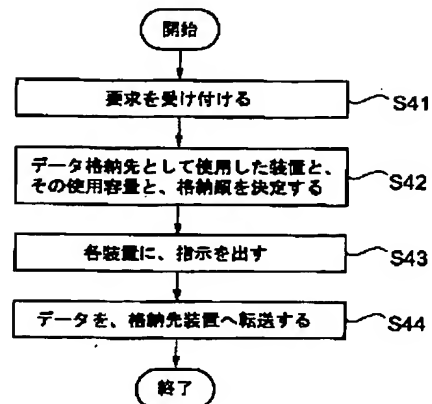 開始
要求を受け付ける
S41
データ格納先として使用した装置と、
その使用容量と、格納順を決定する
S42
各装置に、指示を出す
S43
データを、格納先装置へ転送する
S44
終了